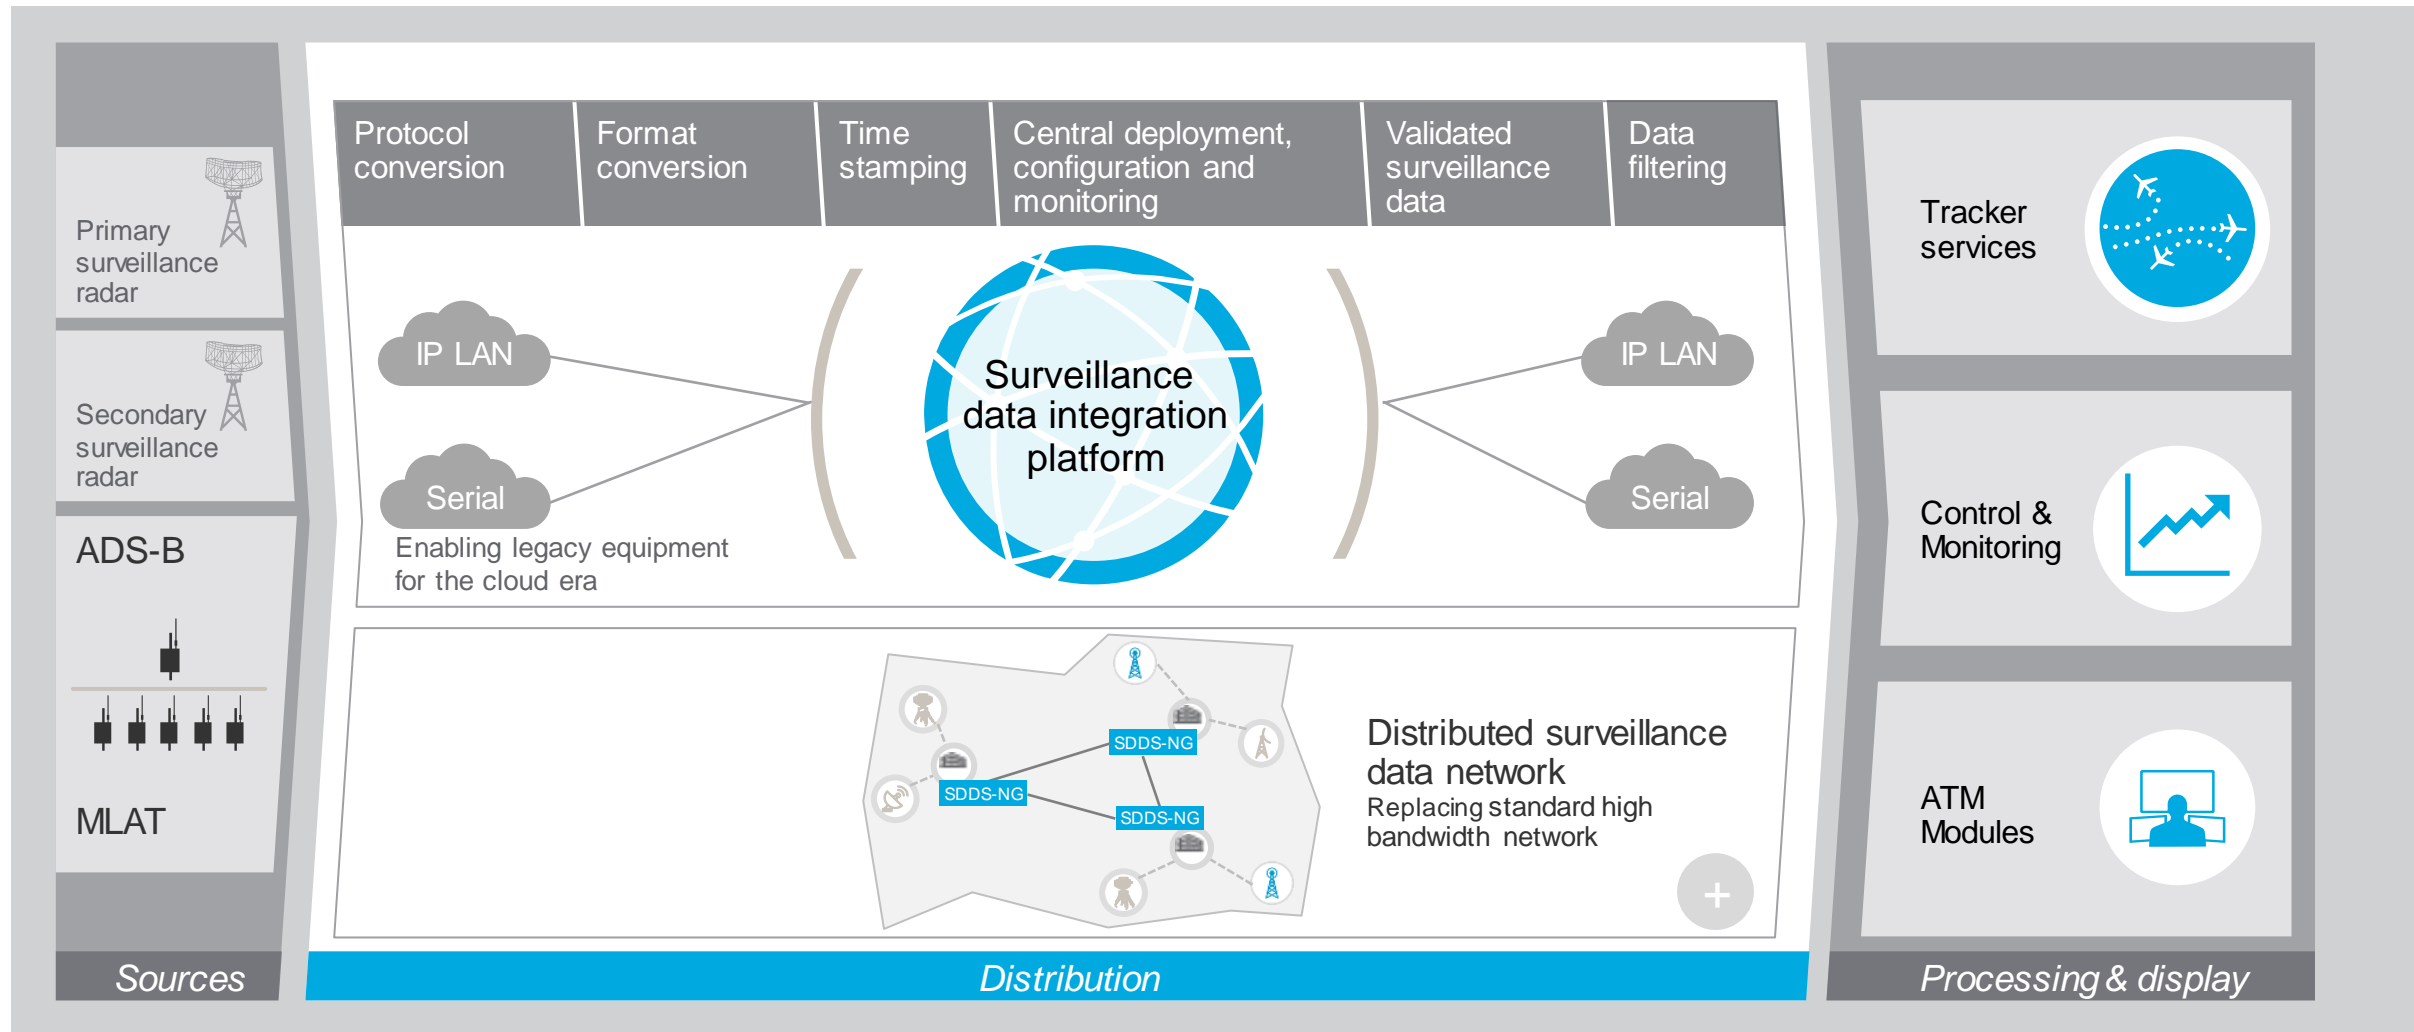 Primary
surveillance
radar
Secondary
surveillance
radar
ADS-B
MLAT
Sources
Protocol
conversion
Format
conversion
Time
stamping
Central deployment,
configuration and
monitoring
Validated
surveillance
data
Data
filtering
IP LAN
Serial
Enabling legacy equipment
for the cloud era
Surveillance
data integration
platform
IP LAN
Serial
SDDS-NG
SDDS-NG
SDDS-NG
Distributed surveillance
data network
Replacing standard high
bandwidth network
+
Distribution
Tracker
services
Control &
Monitoring
ATM
Modules
Processing & display